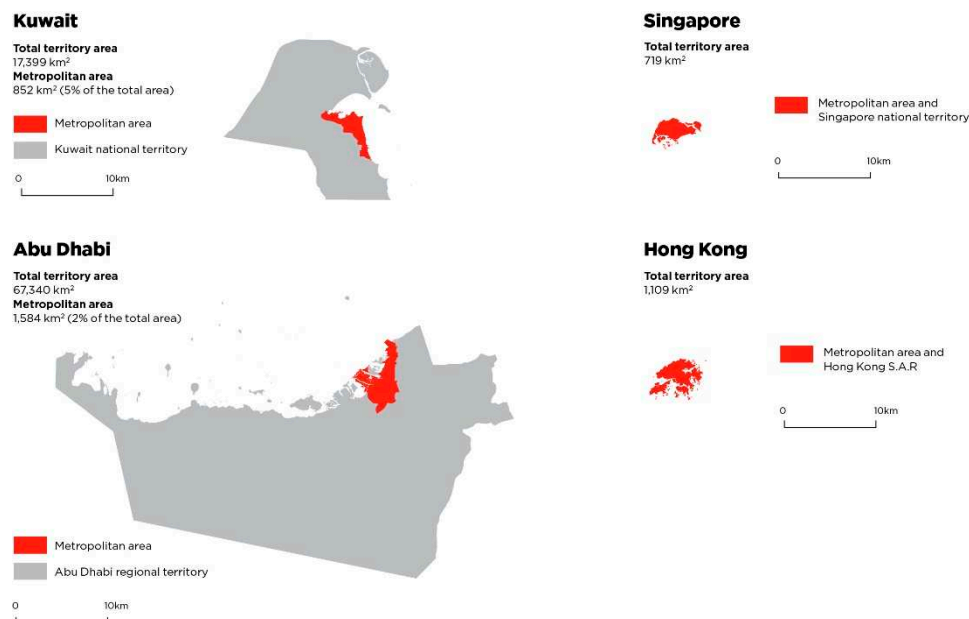 Kuwait
Total territory area
17,399 km²
Metropolitan area
852 km² (5% of the total area)
Metropolitan area
Kuwait national territory
0 10km
Singapore
Total territory area
719 km²
Metropolitan area and
Singapore national territory
0 10km
Abu Dhabi
Total territory area
67,340 km²
Metropolitan area
1,584 km² (2% of the total area)
Metropolitan area
Abu Dhabi regional territory
0 10km
Hong Kong
Total territory area
1,109 km²
Metropolitan area and
Hong Kong S.A.R
0 10km